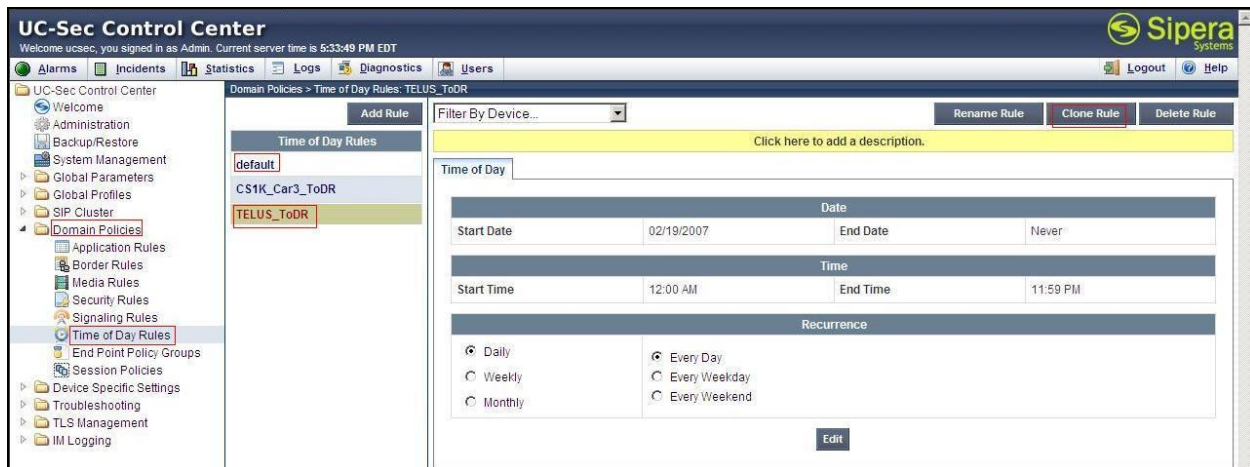 UC-Sec Control Center
Welcome ucsec, you signed in as Admin. Current server time is 5:33:49 PM EDT
Sipera
Systems
Alarms Incidents Statistics Logs Diagnostics Users Logout Help
UC-Sec Control Center
Welcome
Administration
Backup/Restore
System Management
Global Parameters
Global Profiles
SIP Cluster
Domain Policies
Application Rules
Border Rules
Media Rules
Security Rules
Signaling Rules
Time of Day Rules
End Point Policy Groups
Session Policies
Device Specific Settings
Troubleshooting
TLS Management
IM Logging
Domain Policies > Time of Day Rules: TELUS_ToDR
Add Rule
Time of Day Rules
default
CS1K_Car3_ToDR
TELUS_ToDR
Filter By Device...
Rename Rule Clone Rule Delete Rule
Click here to add a description.
Time of Day
Date
Start Date 02/19/2007 End Date Never
Time
Start Time 12:00 AM End Time 11:59 PM
Recurrence
Daily
Weekly
Monthly
Every Day
Every Weekday
Every Weekend
Edit